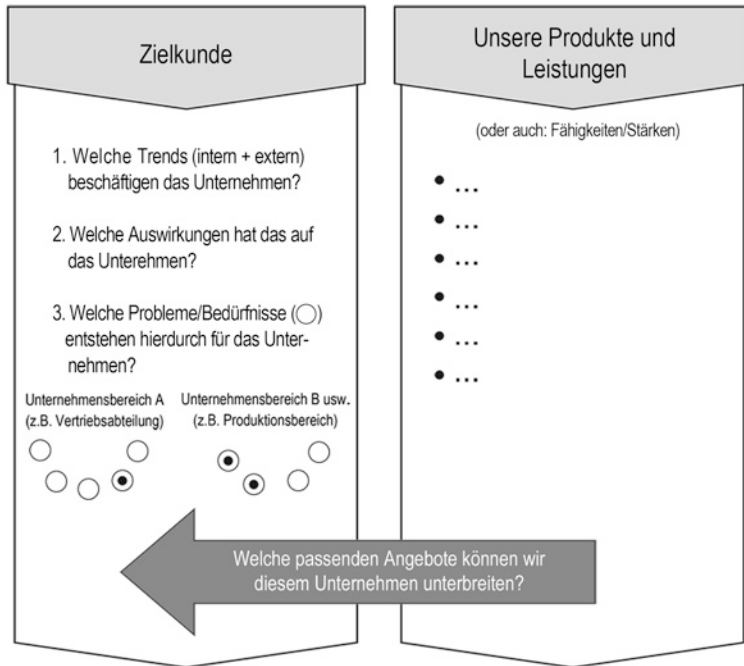 Zielkunde
1. Welche Trends (intern + extern)
beschäftigen das Unternehmen?
2. Welche Auswirkungen hat das auf
das Unterehmen?
3. Welche Probleme/Bedürfnisse (◯)
entstehen hierdurch für das Unter-
nehmen?
Unternehmensbereich A
(z.B. Vertriebsabteilung)
Unternehmensbereich B usw.
(z.B. Produktionsbereich)
Unsere Produkte und
Leistungen
(oder auch: Fähigkeiten/Stärken)
• ...
• ...
• ...
• ...
• ...
• ...
Welche passenden Angebote können wir
diesem Unternehmen unterbreiten?